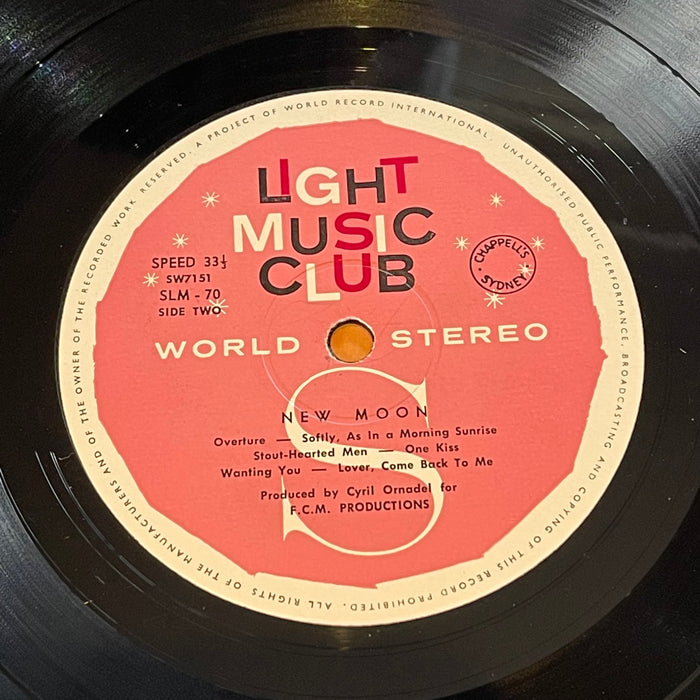 LIGHT
MUSIC
CLUB
SPEED 33⅓
SW7151
SLM - 70
SIDE TWO
CHAPPELL'S
SYDNEY
WORLD STEREO
S
NEW MOON
Overture — Softly, As In a Morning Sunrise
Stout-Hearted Men — One Kiss
Wanting You — Lover, Come Back To Me
Produced by Cyril Ornadel for
F.C.M. PRODUCTIONS
ALL RIGHTS OF THE MANUFACTURERS AND OF THE OWNER OF THE RECORDED WORK RESERVED. A PROJECT OF WORLD RECORD INTERNATIONAL. UNAUTHORISED PUBLIC PERFORMANCE, BROADCASTING AND COPYING OF THIS RECORD PROHIBITED.